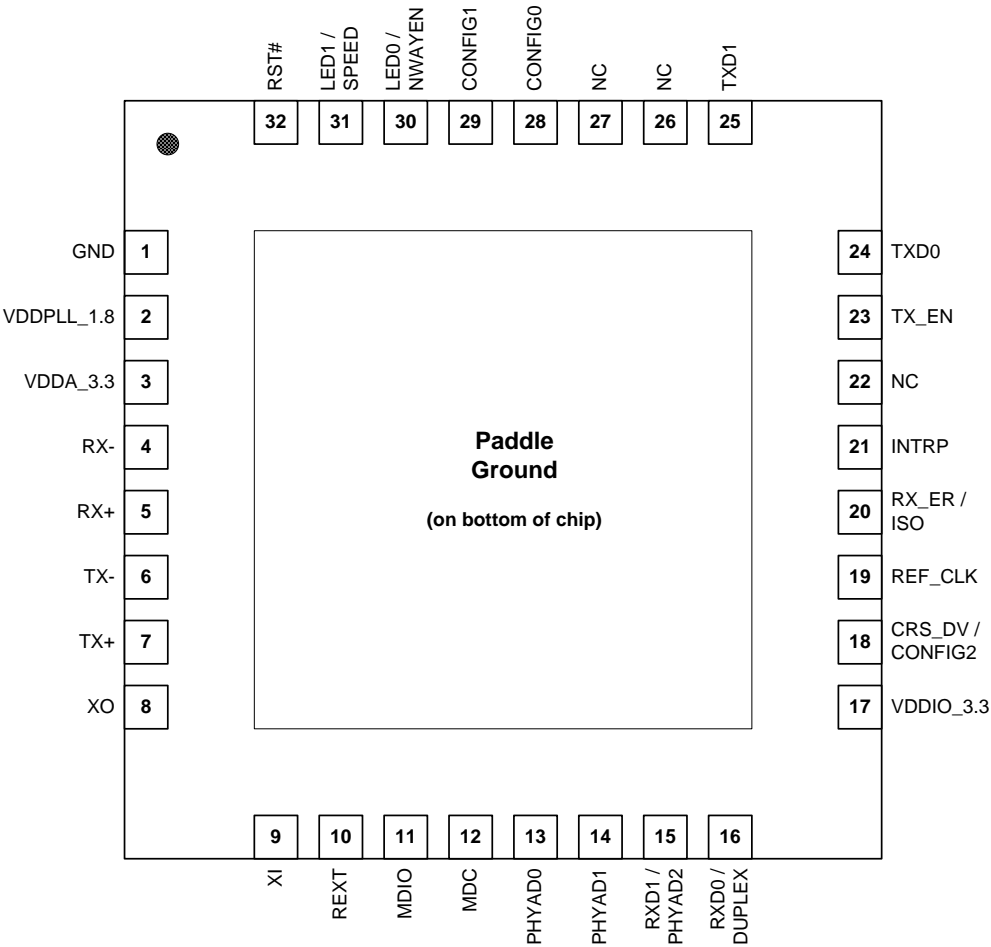 RST#
LED1 /
SPEED
LED0 /
NWAYEN
CONFIG1
CONFIG0
NC
NC
TXD1
32
31
30
29
28
27
26
25
GND 1
VDDPLL_1.8 2
VDDA_3.3 3
RX- 4
RX+ 5
TX- 6
TX+ 7
XO 8
Paddle
Ground
(on bottom of chip)
24 TXD0
23 TX_EN
22 NC
21 INTRP
20 RX_ER /
ISO
19 REF_CLK
18 CRS_DV /
CONFIG2
17 VDDIO_3.3
9
10
11
12
13
14
15
16
XI
REXT
MDIO
MDC
PHYAD0
PHYAD1
RXD1 /
PHYAD2
RXD0 /
DUPLEX